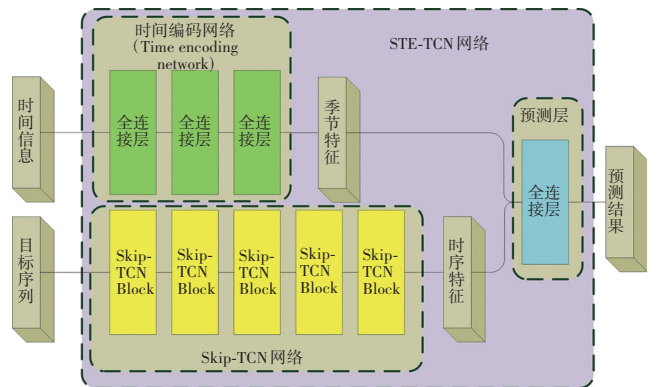 时间编码网络
（Time encoding
network）
STE-TCN 网络
时间信息
全连
接层
全连
接层
全连
接层
季节特征
预测层
全连
接层
预测结果
目标序列
Skip-
TCN
Block
Skip-
TCN
Block
Skip-
TCN
Block
Skip-
TCN
Block
Skip-
TCN
Block
时序特征
Skip-TCN 网络